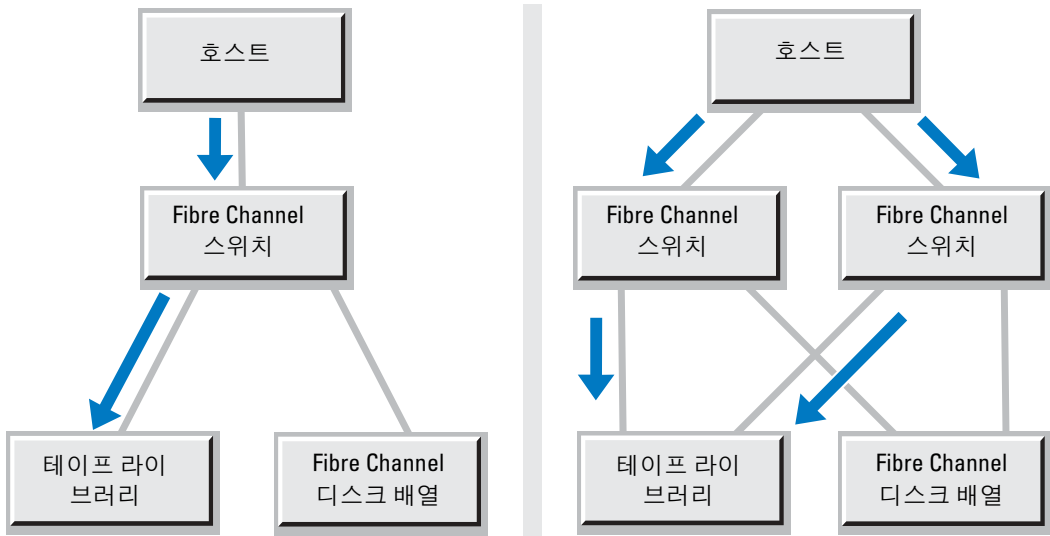 호스트
Fibre Channel
스위치
테이프 라이
브러리
Fibre Channel
디스크 배열
호스트
Fibre Channel
스위치
Fibre Channel
스위치
테이프 라이
브러리
Fibre Channel
디스크 배열